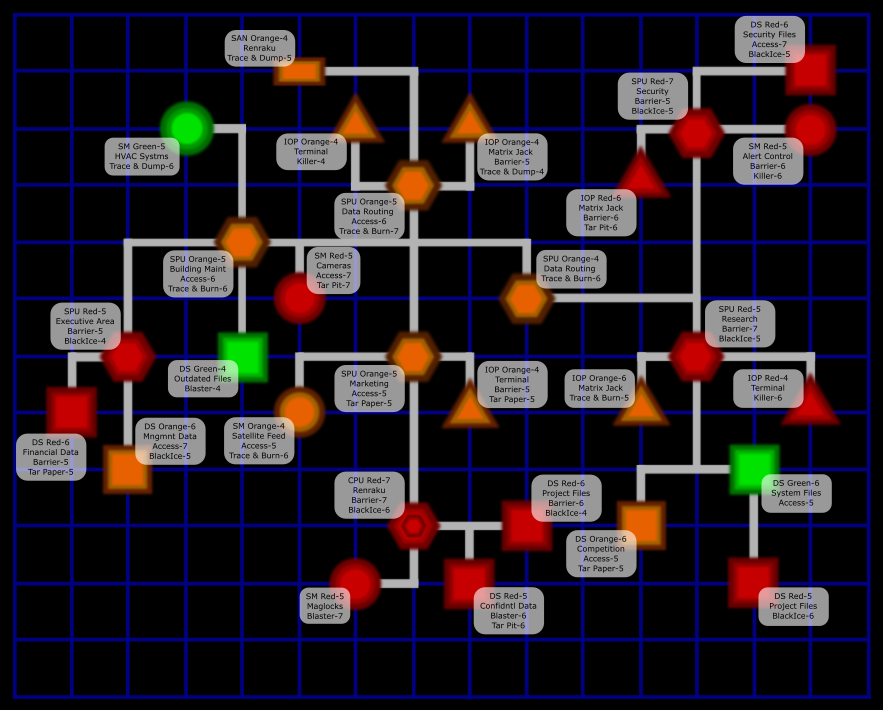 SAN Orange-4
Renraku
Trace & Dump-5
DS Red-6
Security Files
Access-7
BlackIce-5
SPU Red-7
Security
Barrier-5
BlackIce-5
SM Green-5
HVAC Systms
Trace & Dump-6
IOP Orange-4
Terminal
Killer-4
IOP Orange-4
Matrix Jack
Barrier-5
Trace & Dump-4
SM Red-5
Alert Control
Barrier-6
Killer-6
SPU Orange-5
Data Routing
Access-6
Trace & Burn-7
IOP Red-6
Matrix Jack
Barrier-6
Tar Pit-6
SPU Orange-5
Building Maint
Access-6
Trace & Burn-6
SM Red-5
Cameras
Access-7
Tar Pit-7
SPU Orange-4
Data Routing
Trace & Burn-6
SPU Red-5
Executive Area
Barrier-5
BlackIce-4
SPU Red-5
Research
Barrier-7
BlackIce-5
DS Green-4
Outdated Files
Blaster-4
SPU Orange-5
Marketing
Access-5
Tar Paper-5
IOP Orange-4
Terminal
Barrier-5
Tar Paper-5
IOP Orange-6
Matrix Jack
Trace & Burn-5
IOP Red-4
Terminal
Killer-6
DS Red-6
Financial Data
Barrier-5
Tar Paper-5
DS Orange-6
Mngmnt Data
Access-7
BlackIce-5
SM Orange-4
Satellite Feed
Access-5
Trace & Burn-6
CPU Red-7
Renraku
Barrier-7
BlackIce-6
DS Red-6
Project Files
Barrier-6
BlackIce-4
DS Green-6
System Files
Access-5
DS Orange-6
Competition
Access-5
Tar Paper-5
SM Red-5
Maglocks
Blaster-7
DS Red-5
Confidntl Data
Blaster-6
Tar Pit-6
DS Red-5
Project Files
BlackIce-6